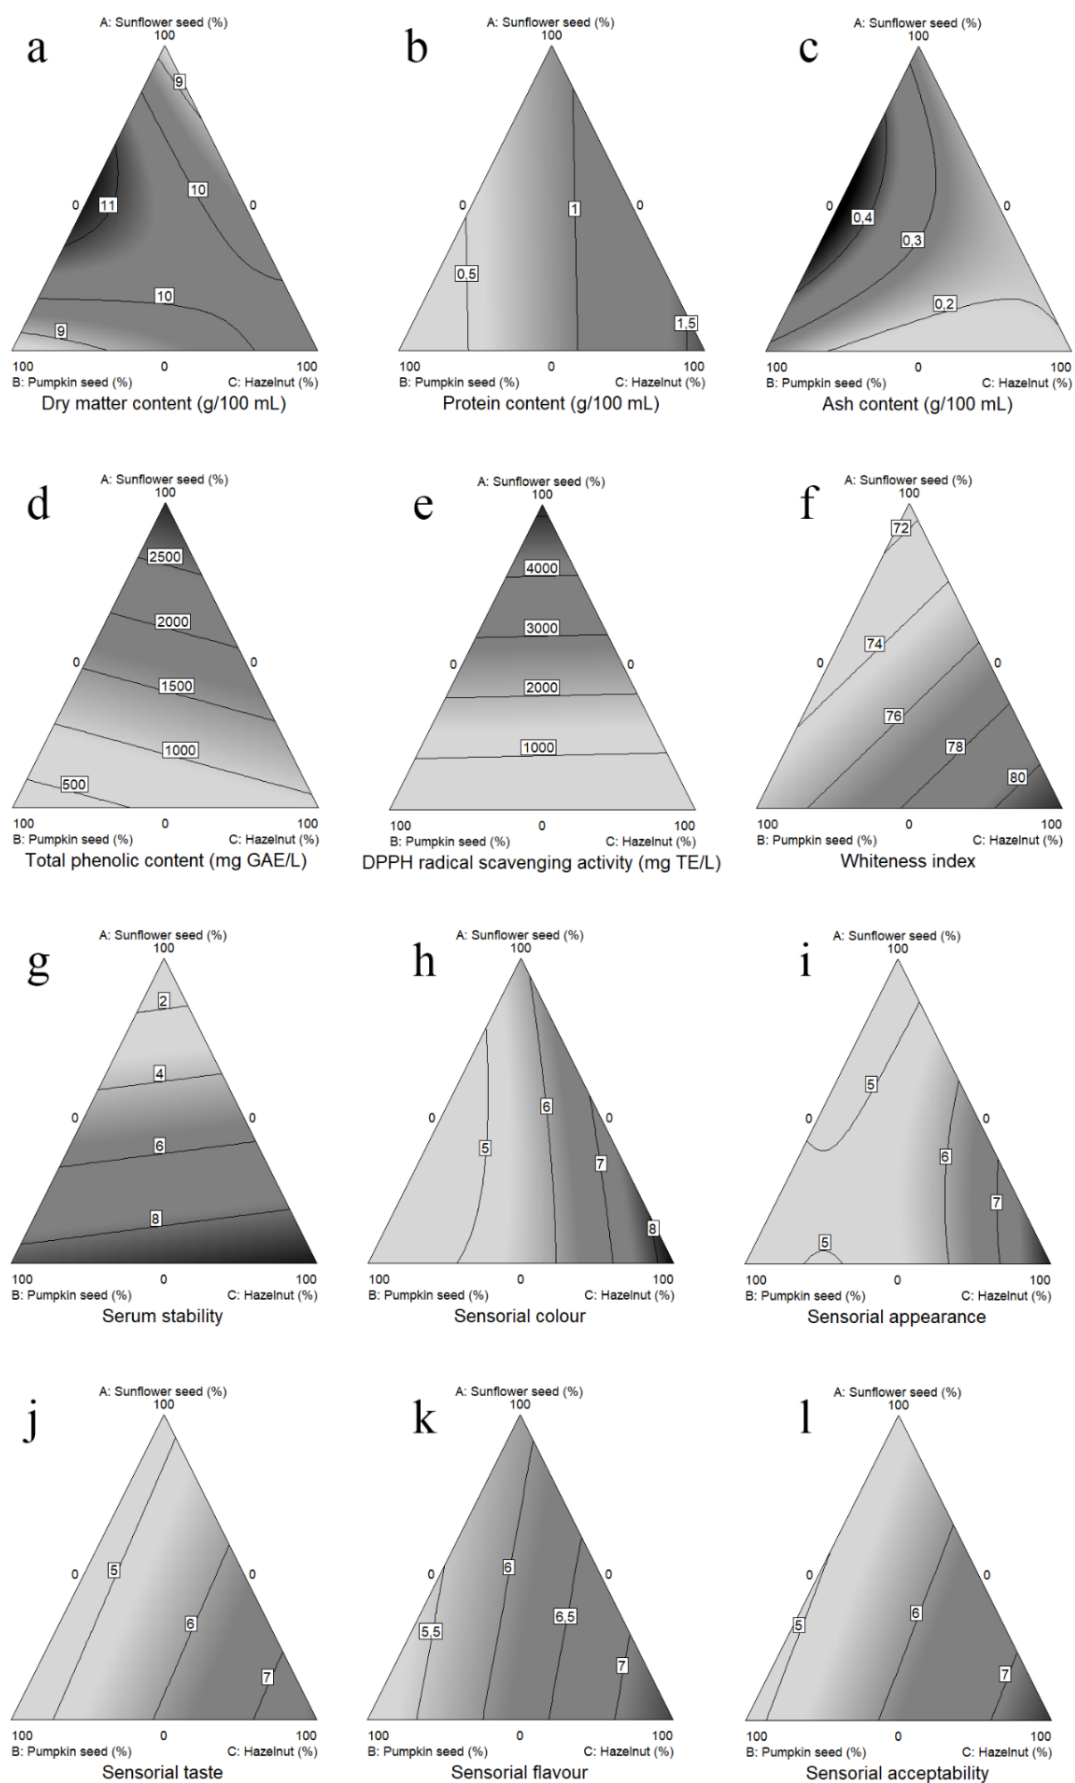 a
A: Sunflower seed (%)
100
9
10
11
0
0
10
9
100
0
100
B: Pumpkin seed (%)
C: Hazelnut (%)
Dry matter content (g/100 mL)
b
A: Sunflower seed (%)
100
0
1
0
0,5
1,5
100
0
100
B: Pumpkin seed (%)
C: Hazelnut (%)
Protein content (g/100 mL)
c
A: Sunflower seed (%)
100
0
0,4
0
0,3
0,2
100
0
100
B: Pumpkin seed (%)
C: Hazelnut (%)
Ash content (g/100 mL)
d
A: Sunflower seed (%)
100
2500
2000
0
0
1500
1000
500
100
0
100
B: Pumpkin seed (%)
C: Hazelnut (%)
Total phenolic content (mg GAE/L)
e
A: Sunflower seed (%)
100
4000
3000
0
0
2000
1000
100
0
100
B: Pumpkin seed (%)
C: Hazelnut (%)
DPPH radical scavenging activity (mg TE/L)
f
A: Sunflower seed (%)
100
72
74
0
0
76
78
80
100
0
100
B: Pumpkin seed (%)
C: Hazelnut (%)
Whiteness index
g
A: Sunflower seed (%)
100
2
4
0
0
6
8
100
0
100
B: Pumpkin seed (%)
C: Hazelnut (%)
Serum stability
h
A: Sunflower seed (%)
100
6
0
0
5
7
8
100
0
100
B: Pumpkin seed (%)
C: Hazelnut (%)
Sensorial colour
i
A: Sunflower seed (%)
100
5
0
0
6
7
5
100
0
100
B: Pumpkin seed (%)
C: Hazelnut (%)
Sensorial appearance
j
A: Sunflower seed (%)
100
5
0
0
6
7
100
0
100
B: Pumpkin seed (%)
C: Hazelnut (%)
Sensorial taste
k
A: Sunflower seed (%)
100
6
0
0
6,5
5,5
7
100
0
100
B: Pumpkin seed (%)
C: Hazelnut (%)
Sensorial flavour
l
A: Sunflower seed (%)
100
0
0
6
5
7
100
0
100
B: Pumpkin seed (%)
C: Hazelnut (%)
Sensorial acceptability